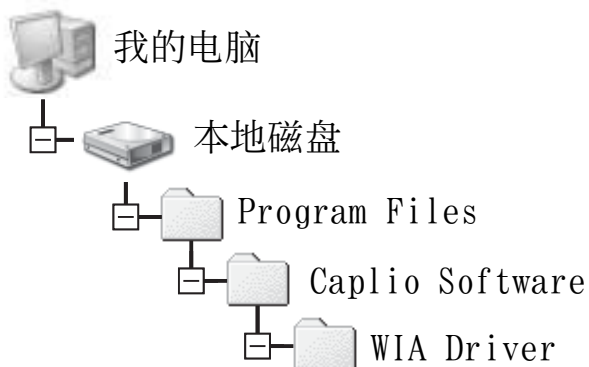 我的电脑
本地磁盘
Program Files
Caplio Software
WIA Driver